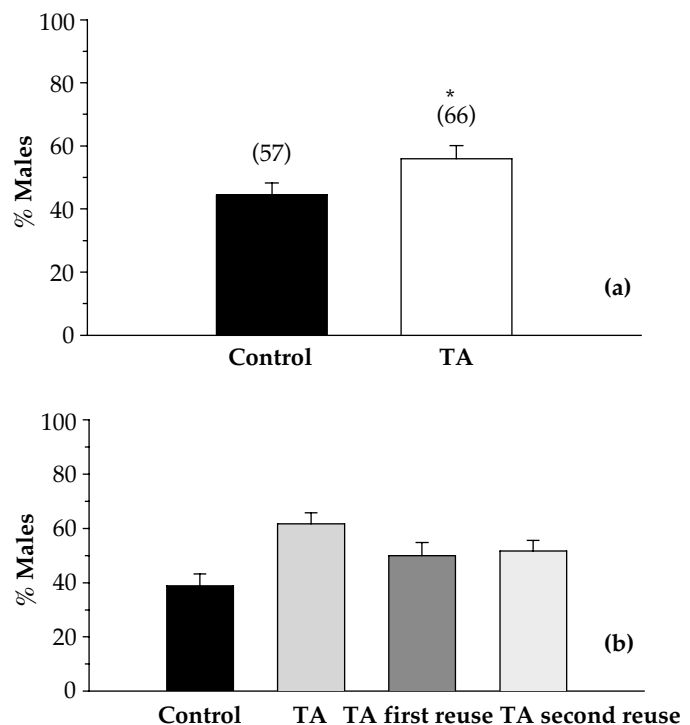 100
80
60
40
20
0
% Males
(57)
*
(66)
(a)
Control TA
100
80
60
40
20
0
% Males
(b)
Control TA TA first reuse TA second reuse